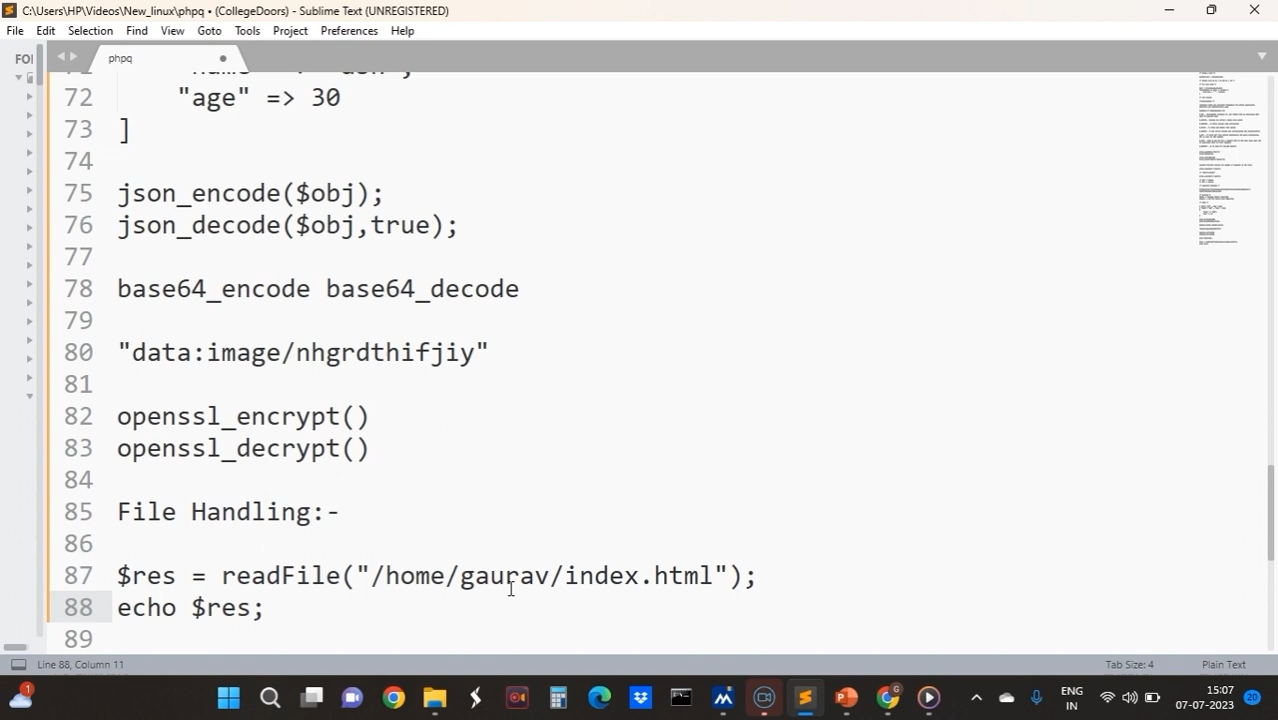 C:\Users\HP\Videos\New_linux\phpq • (CollegeDoors) - Sublime Text (UNREGISTERED)
File Edit Selection Find View Goto Tools Project Preferences Help
FOI
phpq
72 "age" => 30
73 ]
74
75 json_encode($obj);
76 json_decode($obj,true);
77
78 base64_encode base64_decode
79
80 "data:image/nhgrdthifjiy"
81
82 openssl_encrypt()
83 openssl_decrypt()
84
85 File Handling:-
86
87 $res = readFile("/home/gaurav/index.html");
88 echo $res;
89
Line 88, Column 11 Tab Size: 4 Plain Text
1
G
ENG
IN
15:07
07-07-2023
20